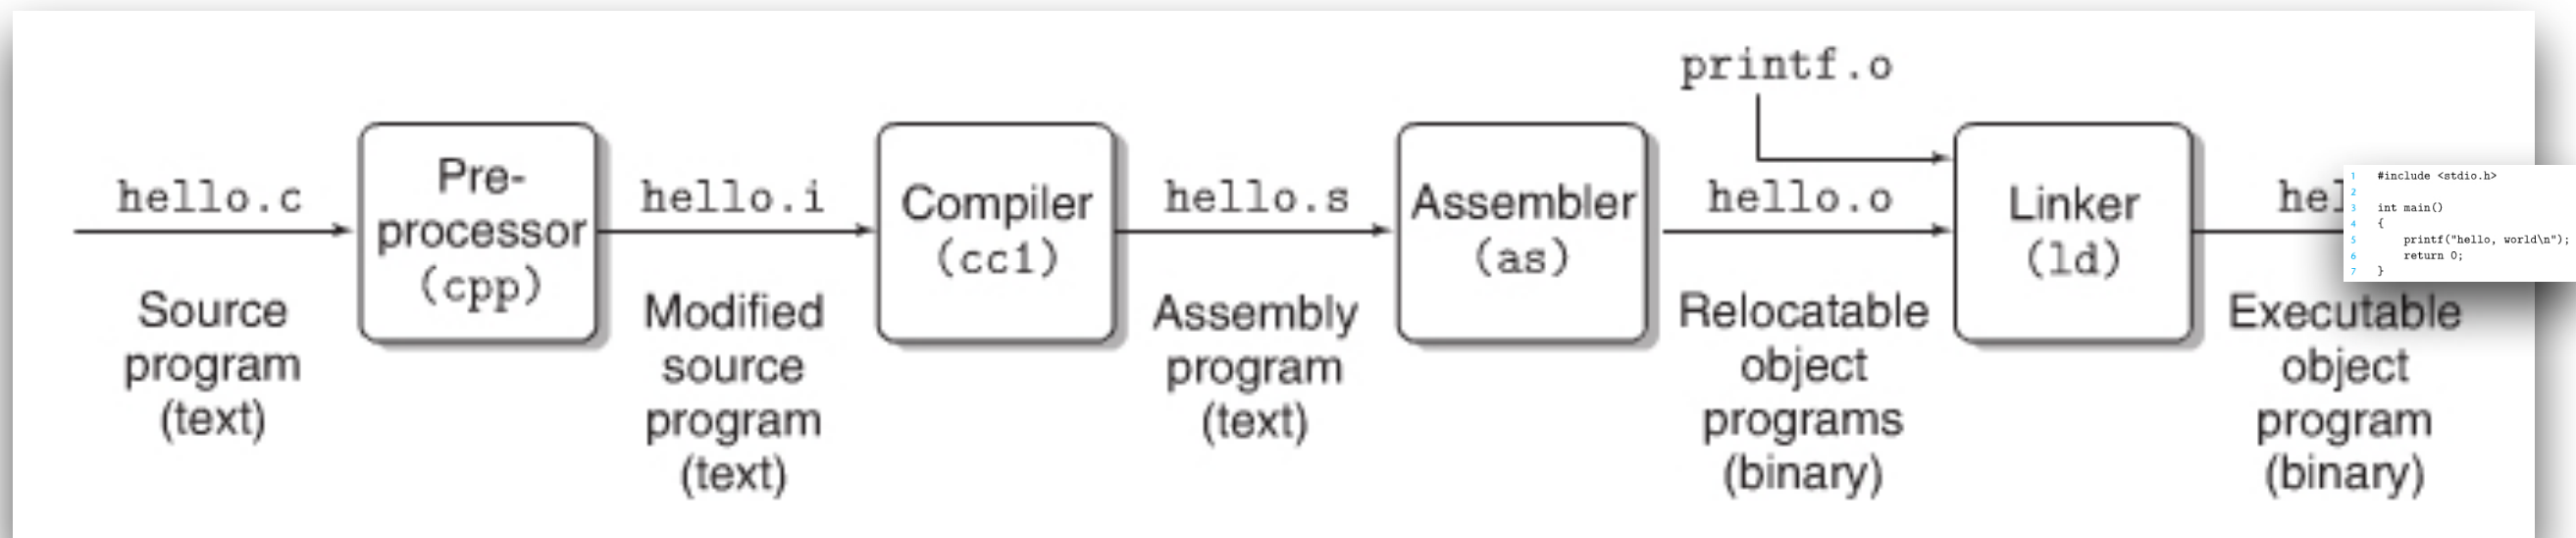 printf.o
hello.c
Pre-
processor
(cpp)
hello.i
Compiler
(cc1)
hello.s
Assembler
(as)
hello.o
Linker
(ld)
hel
Source
program
(text)
Modified
source
program
(text)
Assembly
program
(text)
Relocatable
object
programs
(binary)
Executable
object
program
(binary)
1 #include <stdio.h>
2
3 int main()
4 {
5     printf("hello, world\n");
6     return 0;
7 }